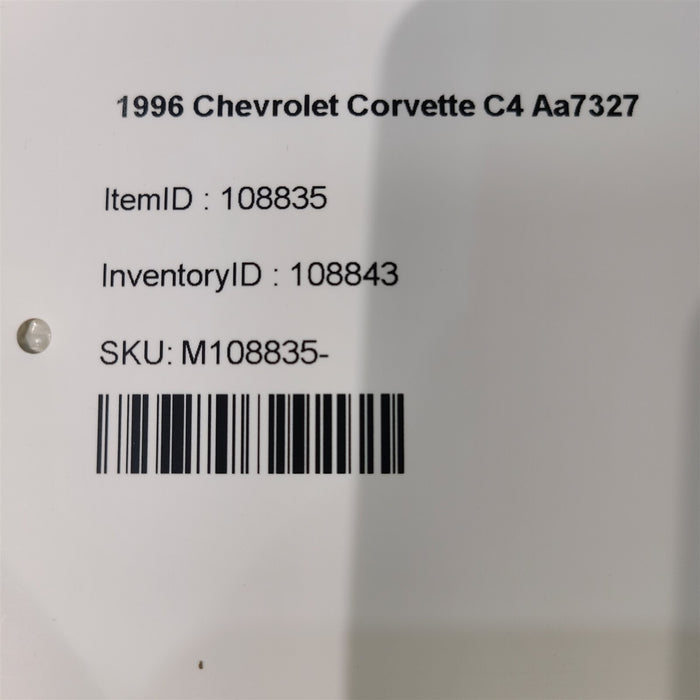 1996 Chevrolet Corvette C4 Aa7327
ItemID : 108835
InventoryID : 108843
SKU: M108835-